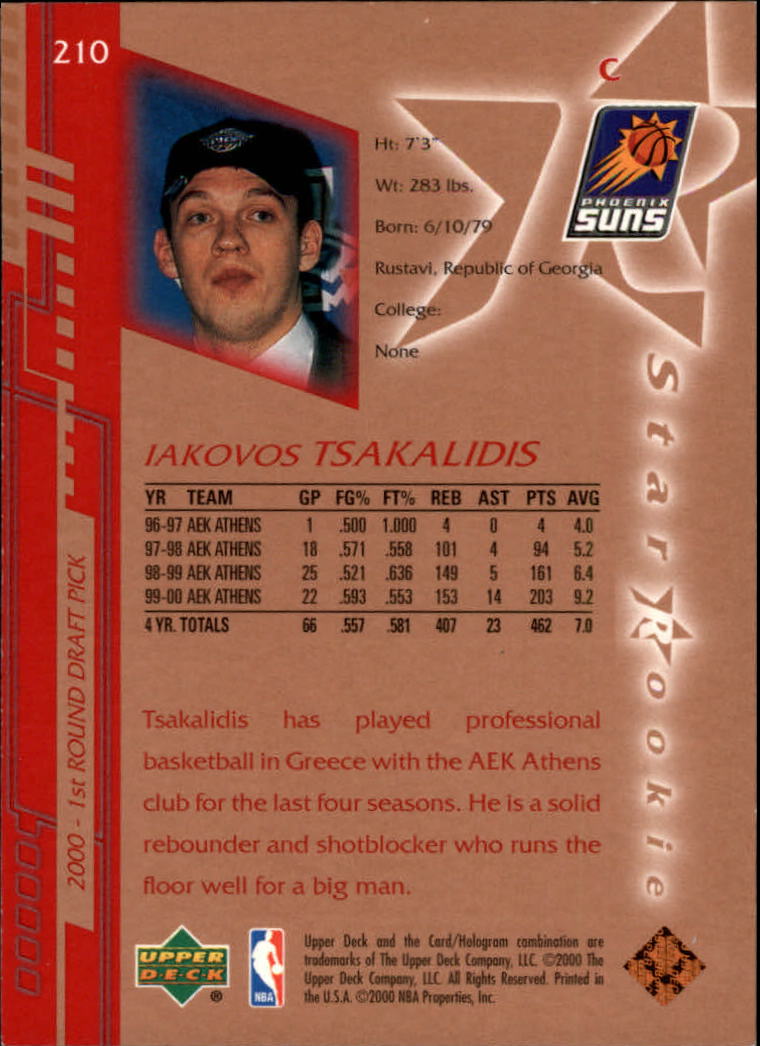 210
C
Ht: 7'3"
PHOENIX
SUNS
Wt: 283 lbs.
Born: 6/10/79
Rustavi, Republic of Georgia
College:
None
Star Rookie
2000 - 1st ROUND DRAFT PICK
IAKOVOS TSAKALIDIS
YR TEAM GP FG% FT% REB AST PTS AVG
96-97 AEK ATHENS 1 .500 1.000 4 0 4 4.0
97-98 AEK ATHENS 18 .571 .558 101 4 94 5.2
98-99 AEK ATHENS 25 .521 .636 149 5 161 6.4
99-00 AEK ATHENS 22 .593 .553 153 14 203 9.2
4 YR. TOTALS 66 .557 .581 407 23 462 7.0
Tsakalidis has played professional
basketball in Greece with the AEK Athens
club for the last four seasons. He is a solid
rebounder and shotblocker who runs the
floor well for a big man.
UPPER
DECK
®
NBA
Upper Deck and the Card/Hologram combination are
trademarks of The Upper Deck Company, LLC. ©2000 The
Upper Deck Company, LLC. All Rights Reserved. Printed in
the U.S.A. ©2000 NBA Properties, Inc.